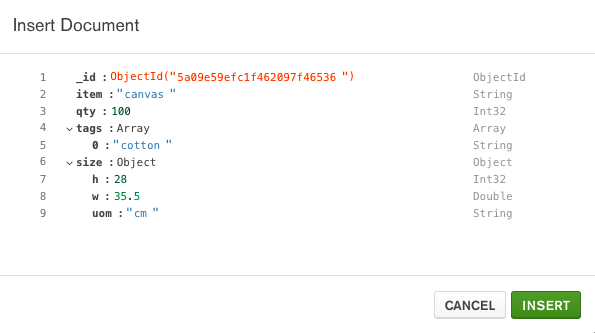 Insert Document
1 _id : ObjectId("5a09e59efc1f462097f46536 ") ObjectId
2 item : "canvas " String
3 qty : 100 Int32
4 tags : Array Array
5 0 : "cotton " String
6 size : Object Object
7 h : 28 Int32
8 w : 35.5 Double
9 uom : "cm " String
CANCEL INSERT